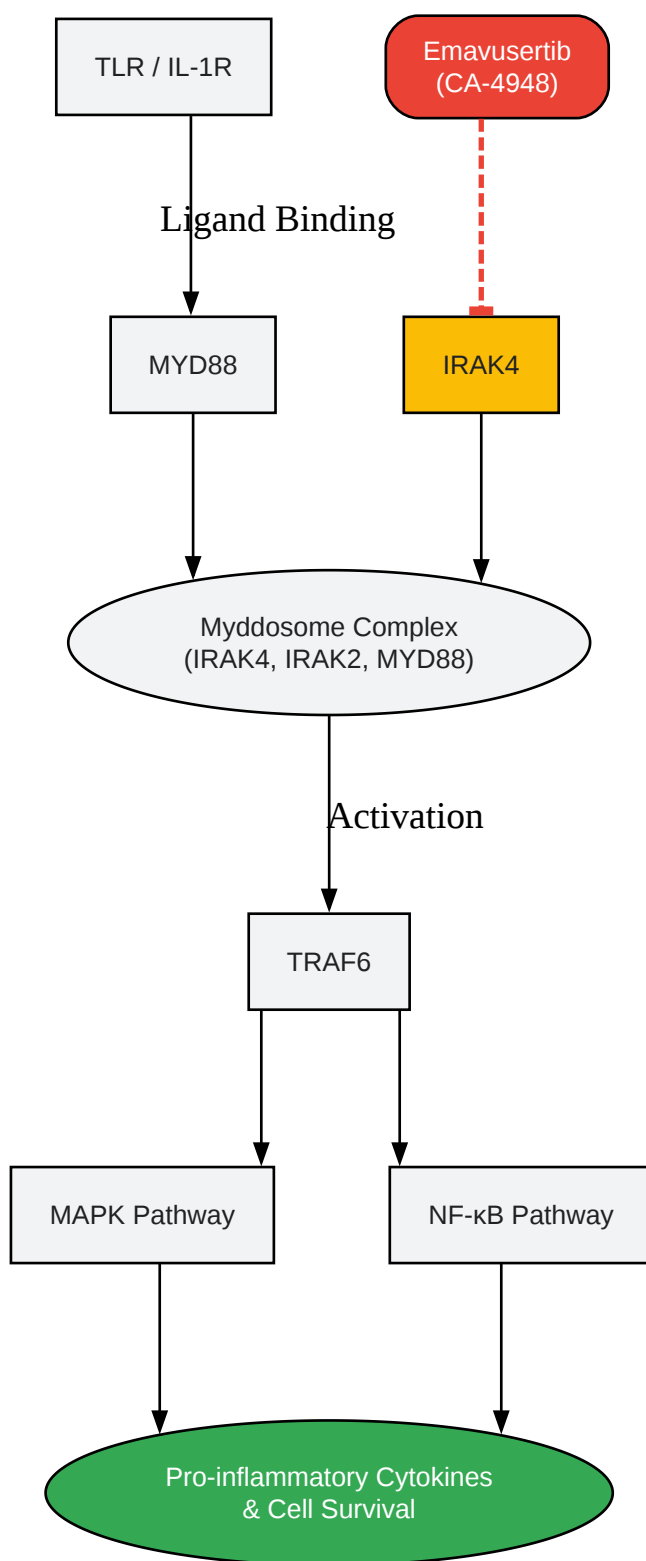 TLR / IL-1R
Emavusertib
(CA-4948)
Ligand Binding
MYD88
IRAK4
Myddosome Complex
(IRAK4, IRAK2, MYD88)
Activation
TRAF6
MAPK Pathway
NF-κB Pathway
Pro-inflammatory Cytokines
& Cell Survival